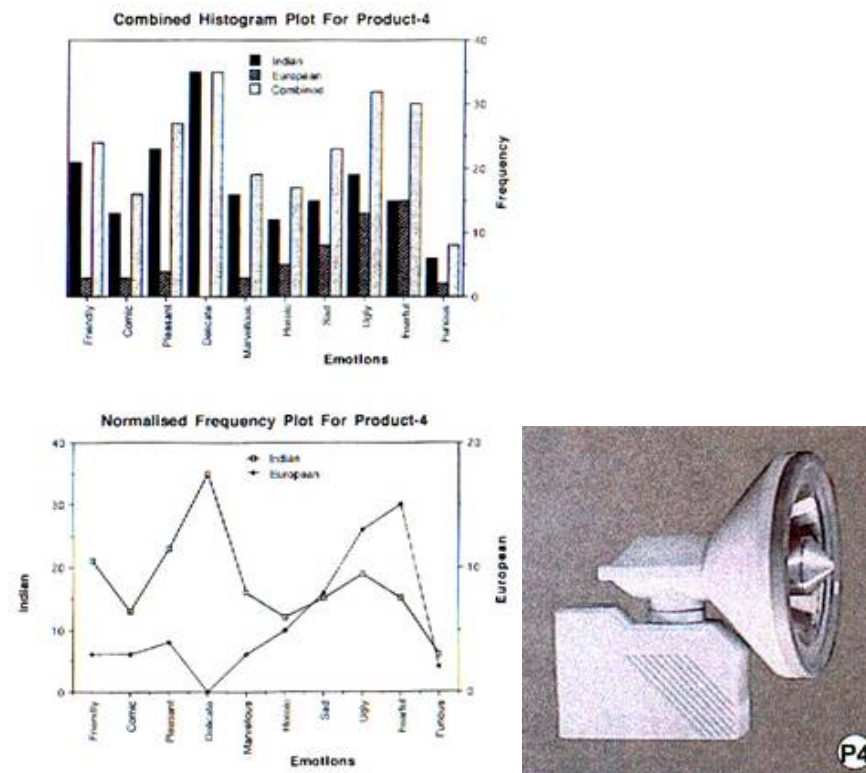 Combined Histogram Plot For Product-4
Indian
European
Combined
40
30
20
10
0
Frequency
Friendly
Comic
Pleasant
Delicate
Marvellous
Heroic
Sad
Ugly
Fearful
Furious
Emotions
Normalised Frequency Plot For Product-4
Indian
European
40
30
20
10
0
Indian
20
10
0
European
Friendly
Comic
Pleasant
Delicate
Marvellous
Heroic
Sad
Ugly
Fearful
Furious
Emotions
P4